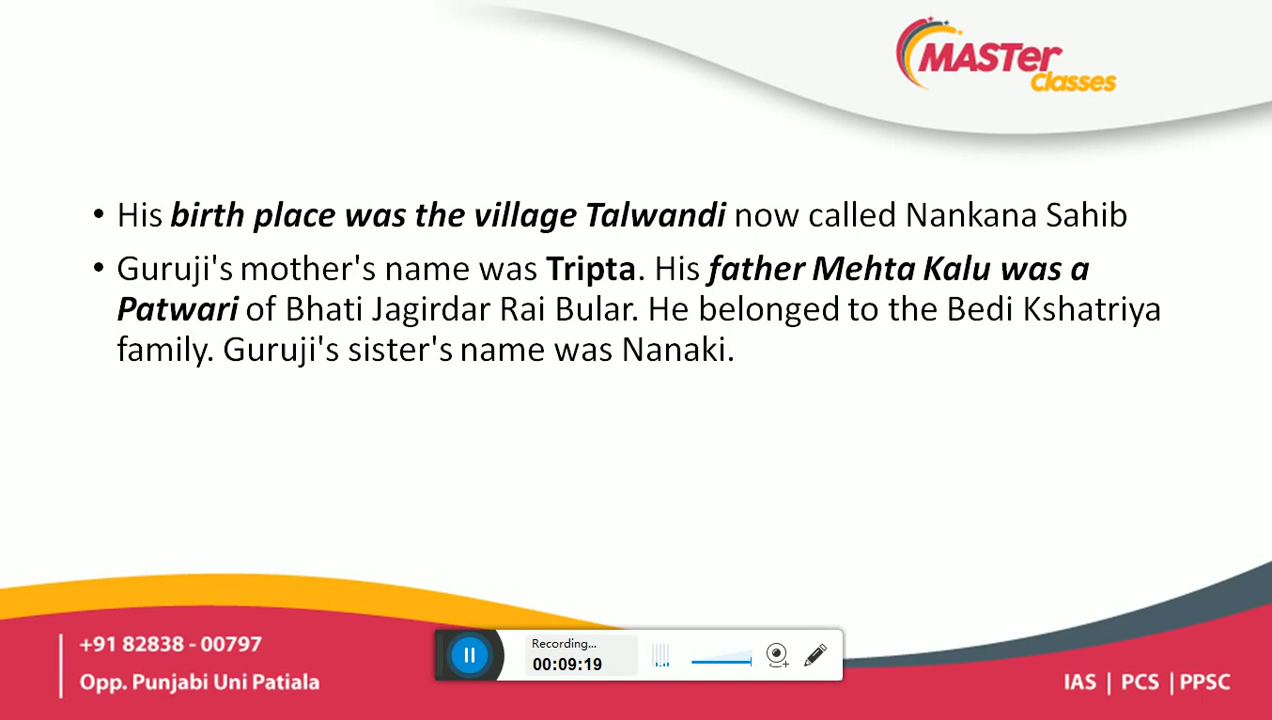 MASTer
Classes
• His birth place was the village Talwandi now called Nankana Sahib
• Guruji's mother's name was Tripta. His father Mehta Kalu was a
Patwari of Bhati Jagirdar Rai Bular. He belonged to the Bedi Kshatriya
family. Guruji's sister's name was Nanaki.
+91 82838 - 00797
Opp. Punjabi Uni Patiala
Recording...
00:09:19
IAS | PCS | PPSC